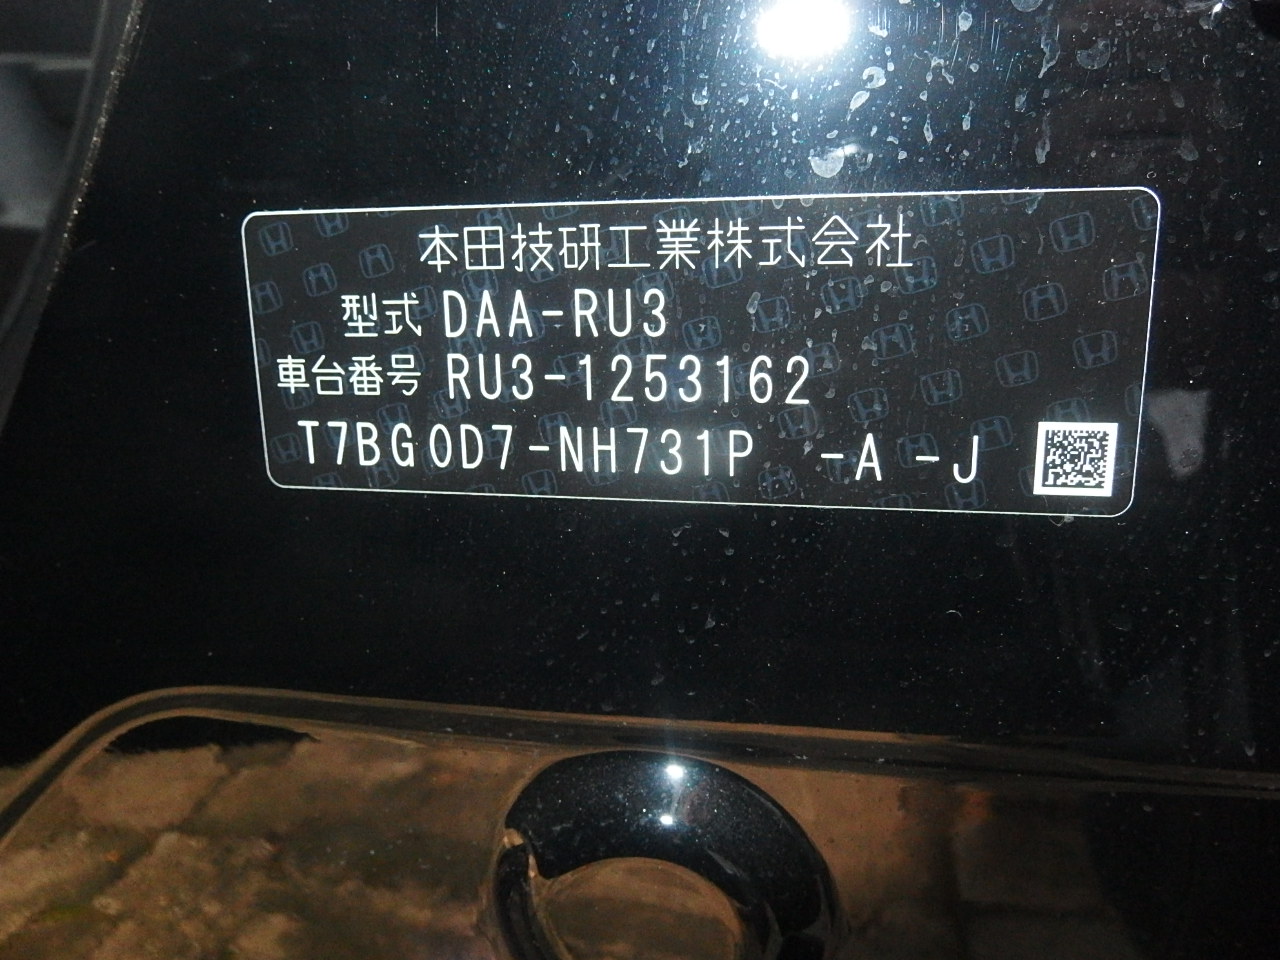 本田技研工業株式会社
型式 DAA-RU3
車台番号 RU3-1253162
T7BG0D7-NH731P -A -J